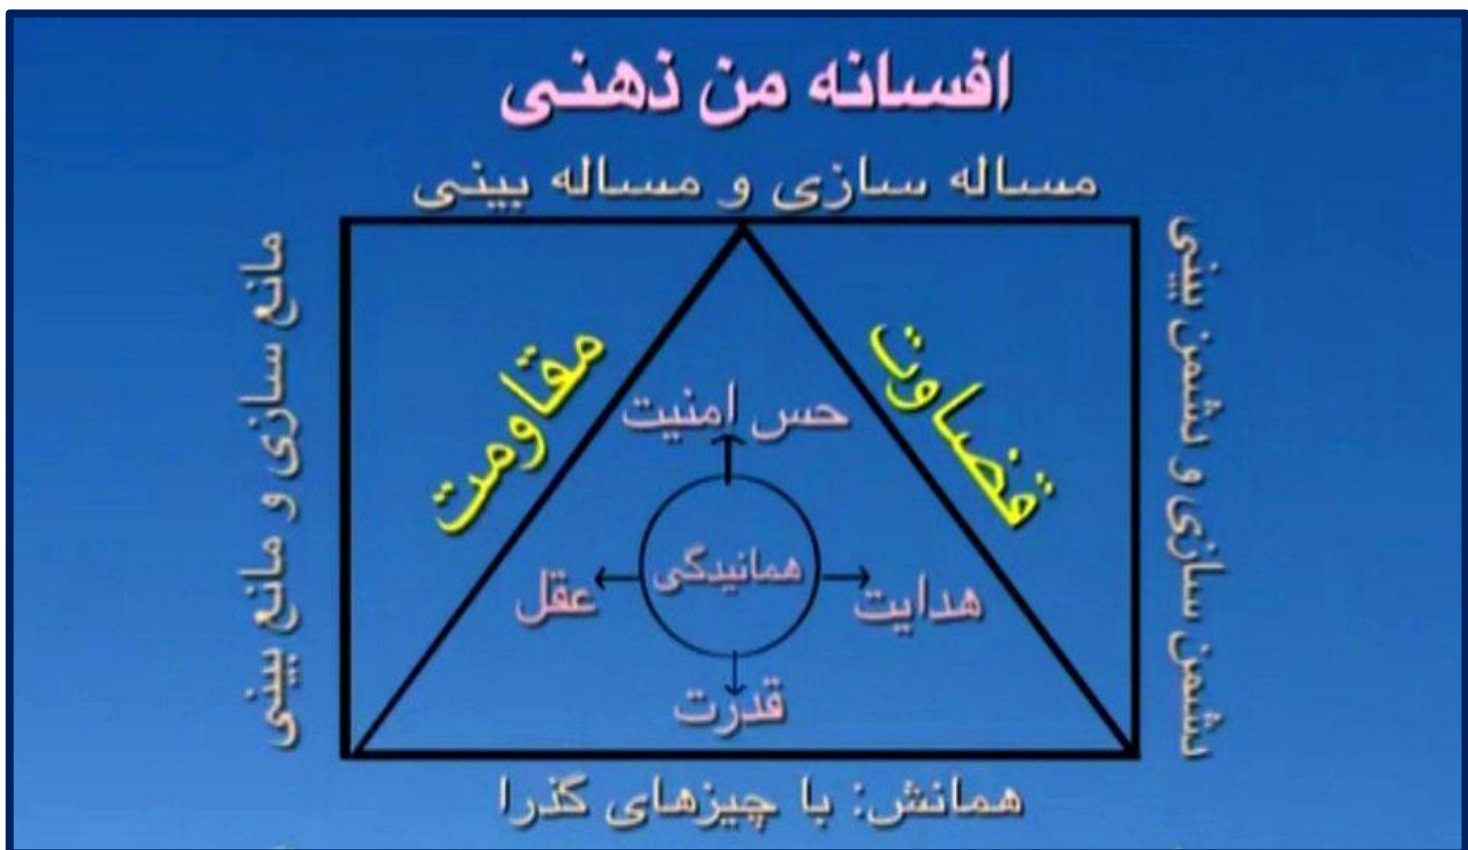 افسانه من ذهنی
مساله سازی و مساله بینی
دشمن سازی و دشمن بینی
مانع سازی و مانع بینی
قضاوت
مقاومت
حس امنیت
همانیدگی
هدایت
عقل
قدرت
همانش: با چیزهای گذرا